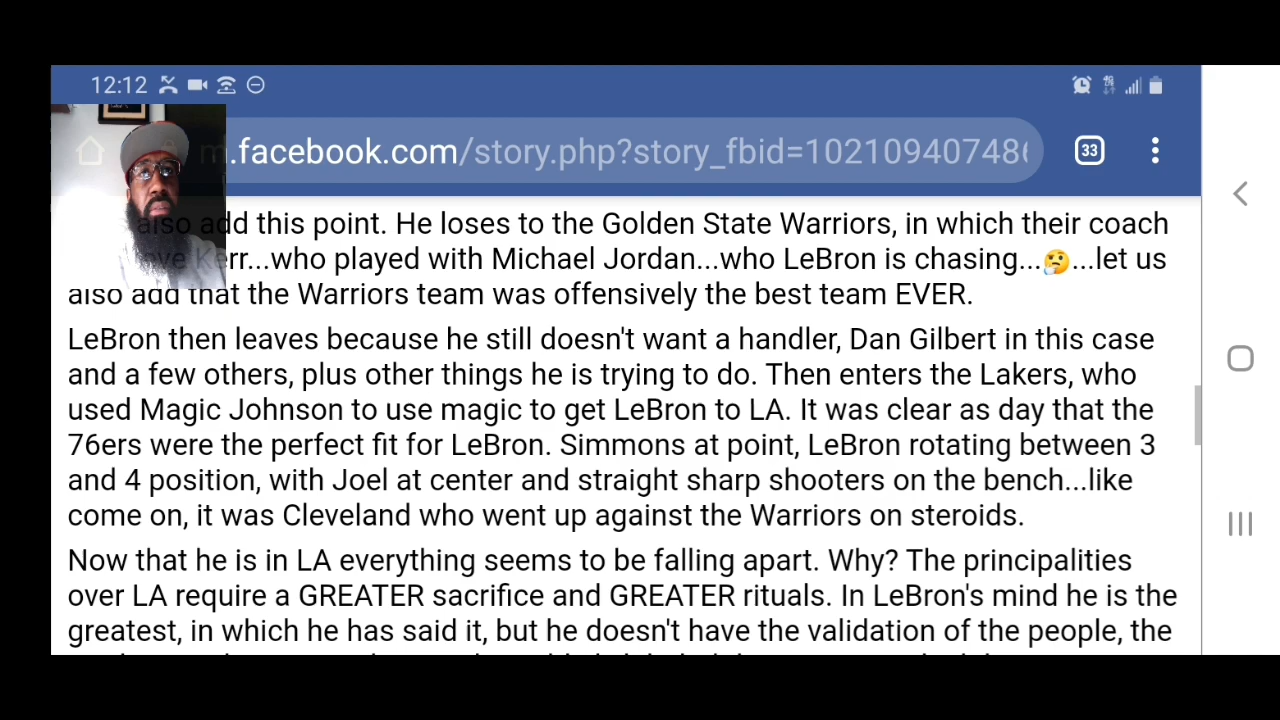 12:12
m.facebook.com/story.php?story_fbid=10210940748
33
also add this point. He loses to the Golden State Warriors, in which their coach
Kerr...who played with Michael Jordan...who LeBron is chasing...🤔...let us
also add that the Warriors team was offensively the best team EVER.
LeBron then leaves because he still doesn't want a handler, Dan Gilbert in this case
and a few others, plus other things he is trying to do. Then enters the Lakers, who
used Magic Johnson to use magic to get LeBron to LA. It was clear as day that the
76ers were the perfect fit for LeBron. Simmons at point, LeBron rotating between 3
and 4 position, with Joel at center and straight sharp shooters on the bench...like
come on, it was Cleveland who went up against the Warriors on steroids.
Now that he is in LA everything seems to be falling apart. Why? The principalities
over LA require a GREATER sacrifice and GREATER rituals. In LeBron's mind he is the
greatest, in which he has said it, but he doesn't have the validation of the people, the